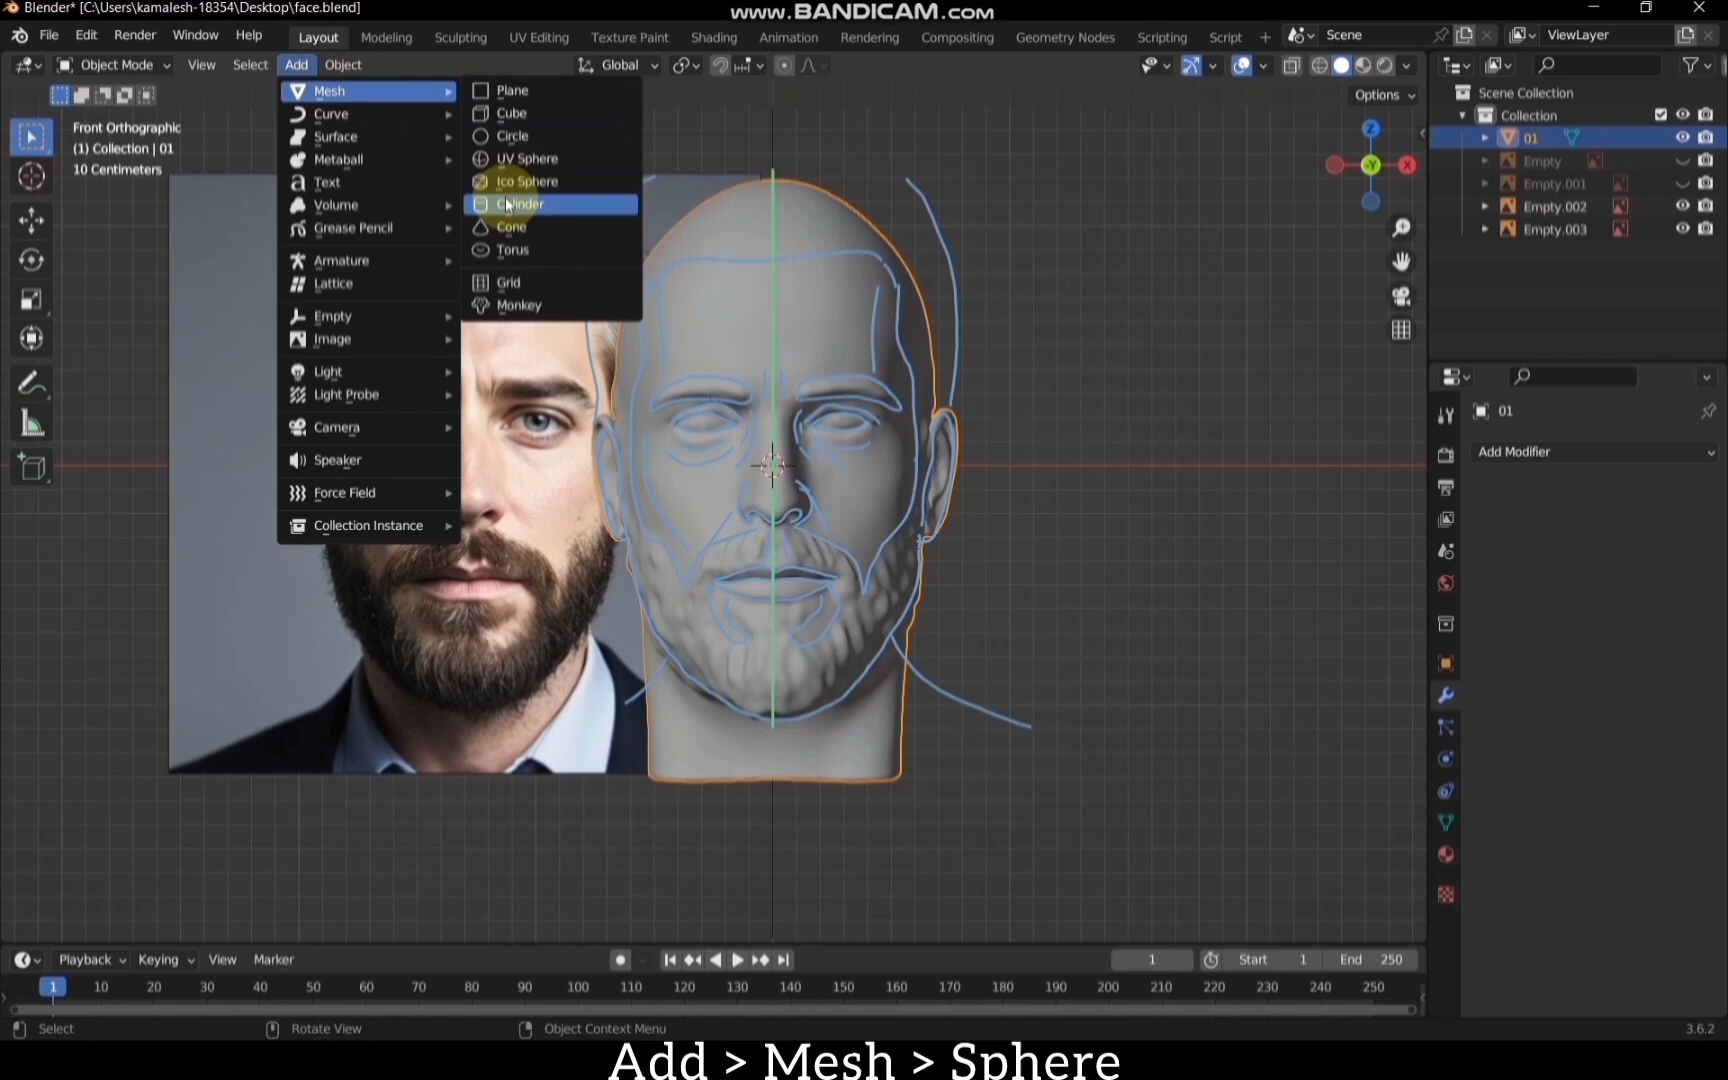 Blender* [C:\Users\kamalesh-18354\Desktop\face.blend]
www.BANDICAM.com
File Edit Render Window Help
Layout Modeling Sculpting UV Editing Texture Paint Shading Animation Rendering Compositing Geometry Nodes Scripting Script +
Scene
ViewLayer
Object Mode View Select Add Object
Global
Options
Front Orthographic
(1) Collection | 01
10 Centimeters
Mesh
Curve
Surface
Metaball
Text
Volume
Grease Pencil
Armature
Lattice
Empty
Image
Light
Light Probe
Camera
Speaker
Force Field
Collection Instance
Plane
Cube
Circle
UV Sphere
Ico Sphere
Cylinder
Cone
Torus
Grid
Monkey
Z
X
-Y
Scene Collection
Collection
01
Empty
Empty.001
Empty.002
Empty.003
01
Add Modifier
Playback Keying View Marker
1
Start 1
End 250
1 10 20 30 40 50 60 70 80 90 100 110 120 130 140 150 160 170 180 190 200 210 220 230 240 250
Select
Rotate View
Object Context Menu
3.6.2
Add > Mesh > Sphere